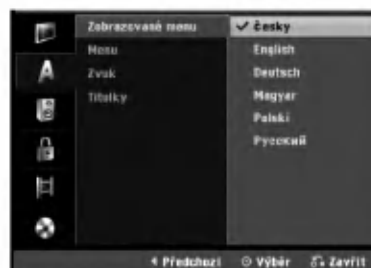 Zobrazované menu
Menu
Zvuk
Titulky
✓ česky
English
Deutsch
Magyar
Polski
Русский
Předchozí Výběr Zavřít